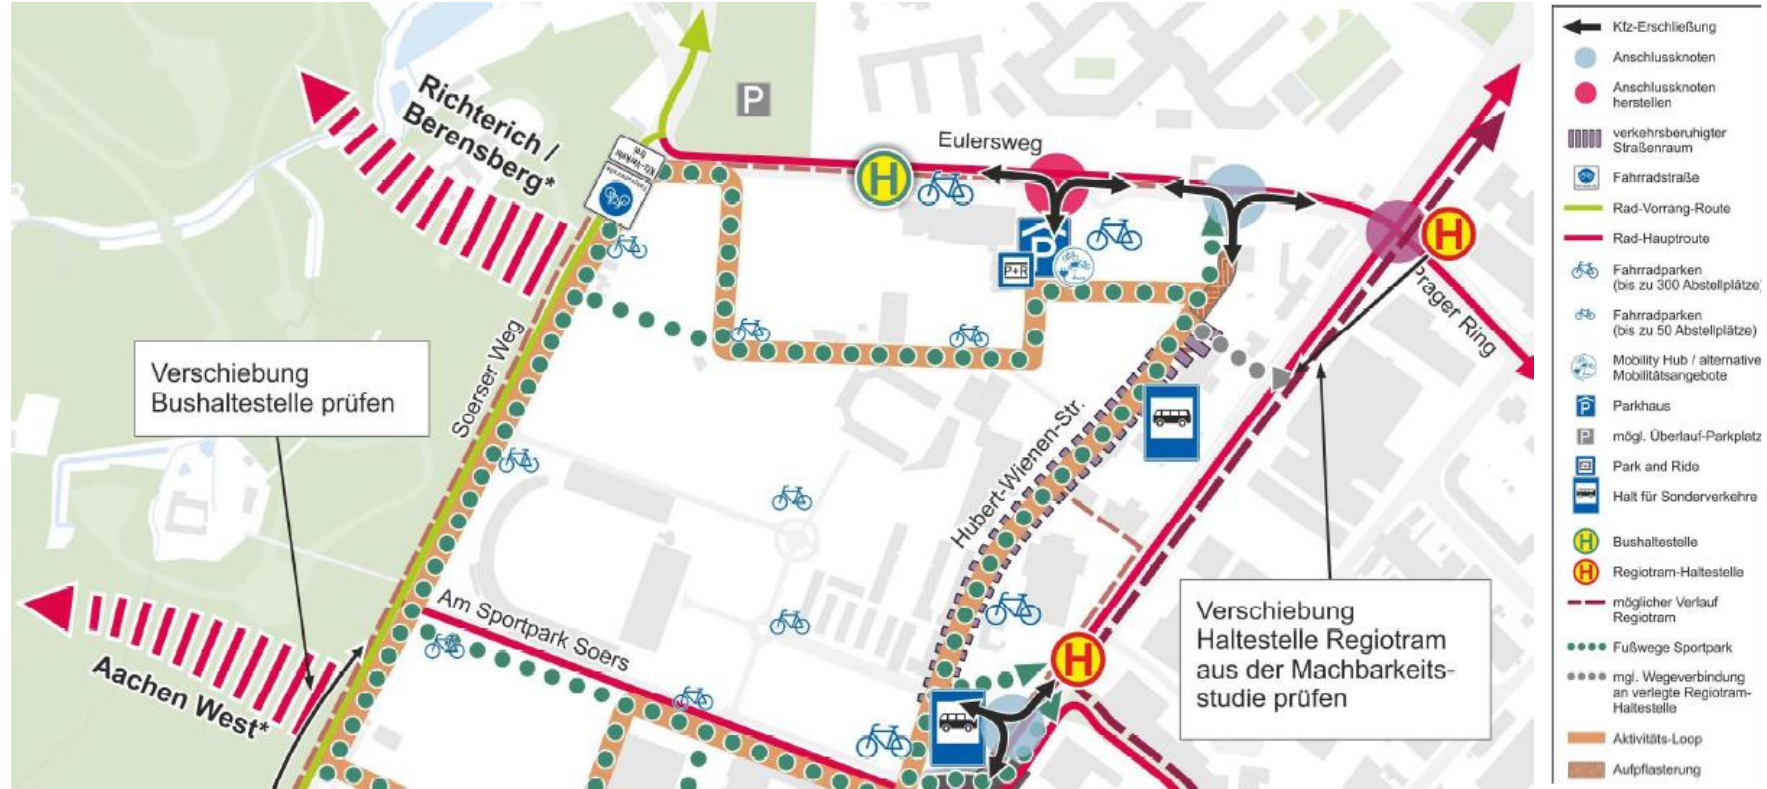 Richterich /
Berensberg*
P
Kfz-Verkehr
frei
Fahrradstraße
Eulersweg
H
P
P+R
H
Prager Ring
Verschiebung
Bushaltestelle prüfen
Soerser Weg
Hubert-Wienen-Str.
Am Sportpark Soers
Aachen West*
H
Verschiebung
Haltestelle Regiotram
aus der Machbarkeits-
studie prüfen
Kfz-Erschließung
Anschlussknoten
Anschlussknoten
herstellen
verkehrsberuhigter
Straßenraum
Fahrradstraße
Rad-Vorrang-Route
Rad-Hauptroute
Fahrradparken
(bis zu 300 Abstellplätze)
Fahrradparken
(bis zu 50 Abstellplätze)
Mobility Hub / alternative
Mobilitätsangebote
P
Parkhaus
P
mögl. Überlauf-Parkplatz
Park and Ride
Halt für Sonderverkehre
H
Bushaltestelle
H
Regiotram-Haltestelle
möglicher Verlauf
Regiotram
Fußwege Sportpark
mgl. Wegeverbindung
an verlegte Regiotram-
Haltestelle
Aktivitäts-Loop
Aufpflasterung